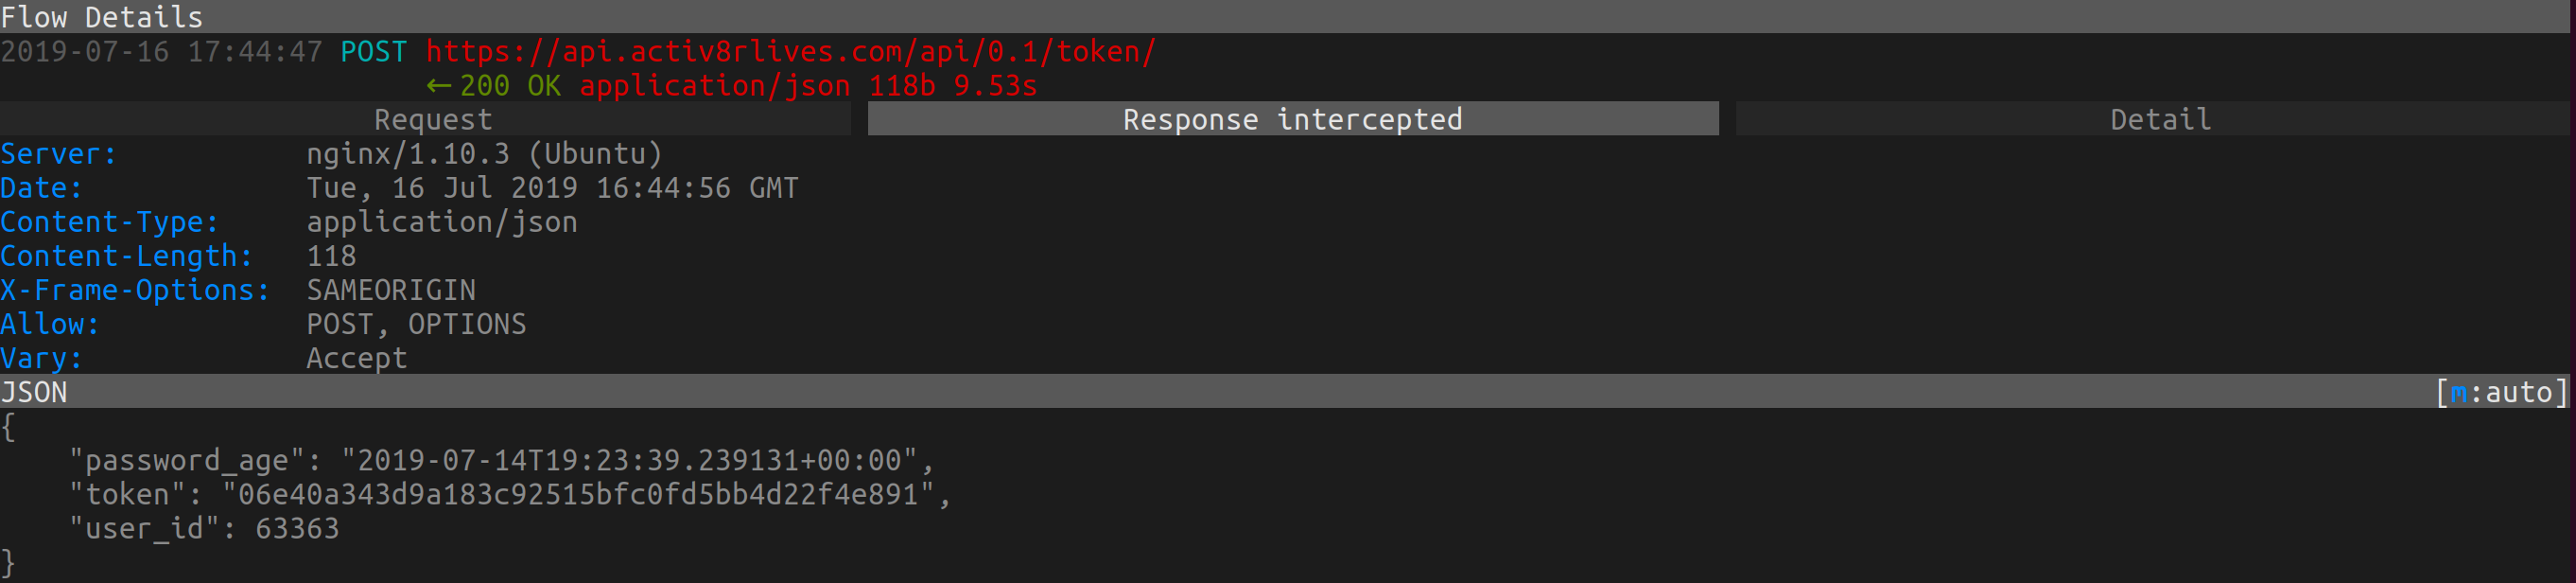 Flow Details
2019-07-16 17:44:47 POST https://api.activ8rlives.com/api/0.1/token/
←200 OK application/json 118b 9.53s
Request Response intercepted Detail
Server: nginx/1.10.3 (Ubuntu)
Date: Tue, 16 Jul 2019 16:44:56 GMT
Content-Type: application/json
Content-Length: 118
X-Frame-Options: SAMEORIGIN
Allow: POST, OPTIONS
Vary: Accept
JSON [m:auto]
{
    "password_age": "2019-07-14T19:23:39.239131+00:00",
    "token": "06e40a343d9a183c92515bfc0fd5bb4d22f4e891",
    "user_id": 63363
}